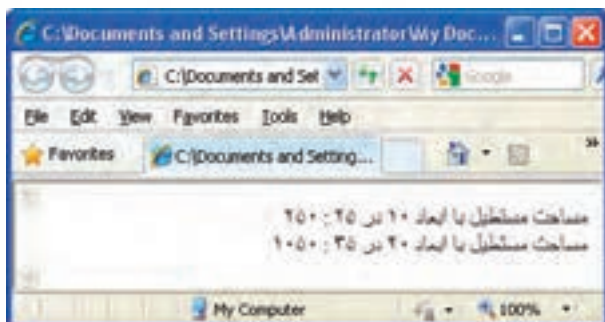 C:\Documents and Settings\Administrator\My Doc...
C:\Documents and Set
Google
File Edit View Favorites Tools Help
Favorites C:\Documents and Setting...
مساحت مستطیل با ابعاد ۱۰ در ۲۵ : ۲۵۰
مساحت مستطیل با ابعاد ۳۰ در ۳۵ : ۱۰۵۰
My Computer 100%